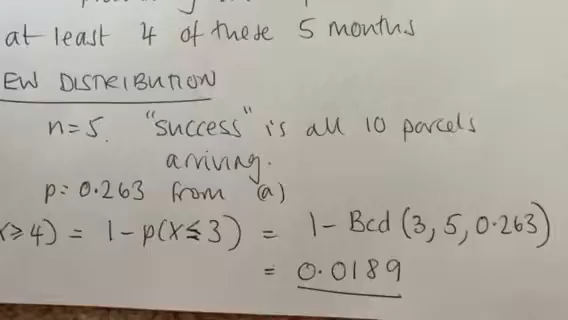 at least 4 of these 5 months
EW DISTRIBUTION
n=5. "success" is all 10 parcels
arriving.
p=0.263 from (a)
(x≥4) = 1-p(X≤3) = 1-Bcd(3,5,0.263)
= 0.0189